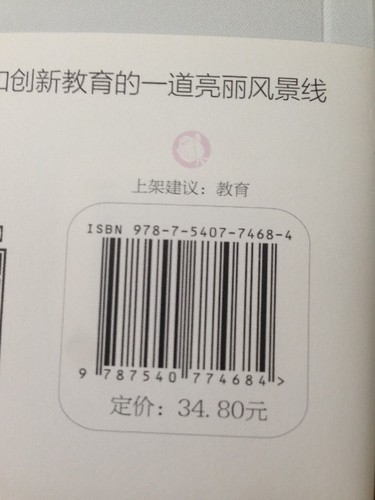 创新教育的一道亮丽风景线
上架建议：教育
ISBN 978-7-5407-7468-4
9 787540 774684 >
定价：34.80元